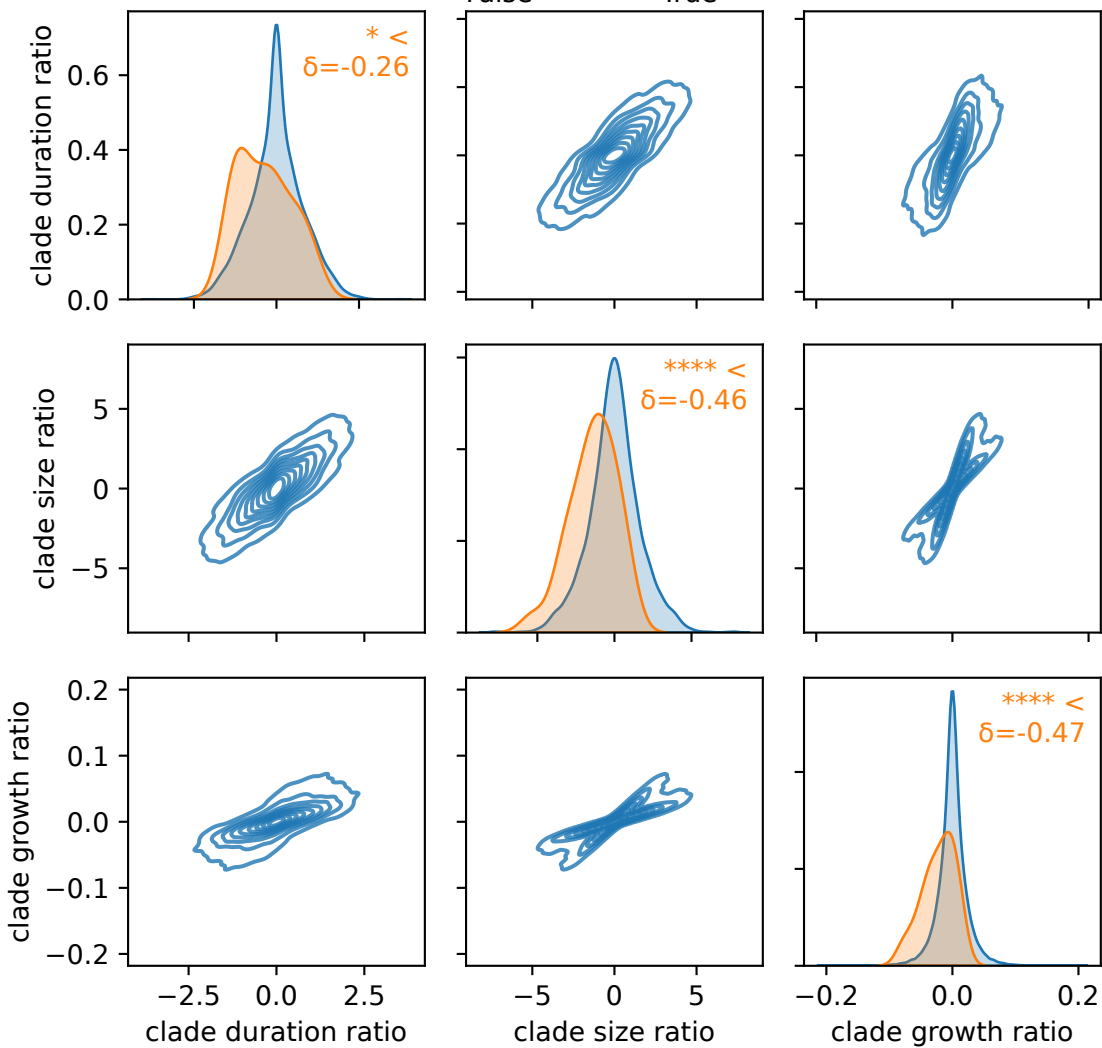 False True
clade duration ratio
0.6
0.4
0.2
0.0
* <
δ=-0.26
clade size ratio
5
0
−5
**** <
δ=-0.46
clade growth ratio
0.2
0.1
0.0
−0.1
−0.2
**** <
δ=-0.47
−2.5 0.0 2.5
−5 0 5
−0.2 0.0 0.2
clade duration ratio
clade size ratio
clade growth ratio